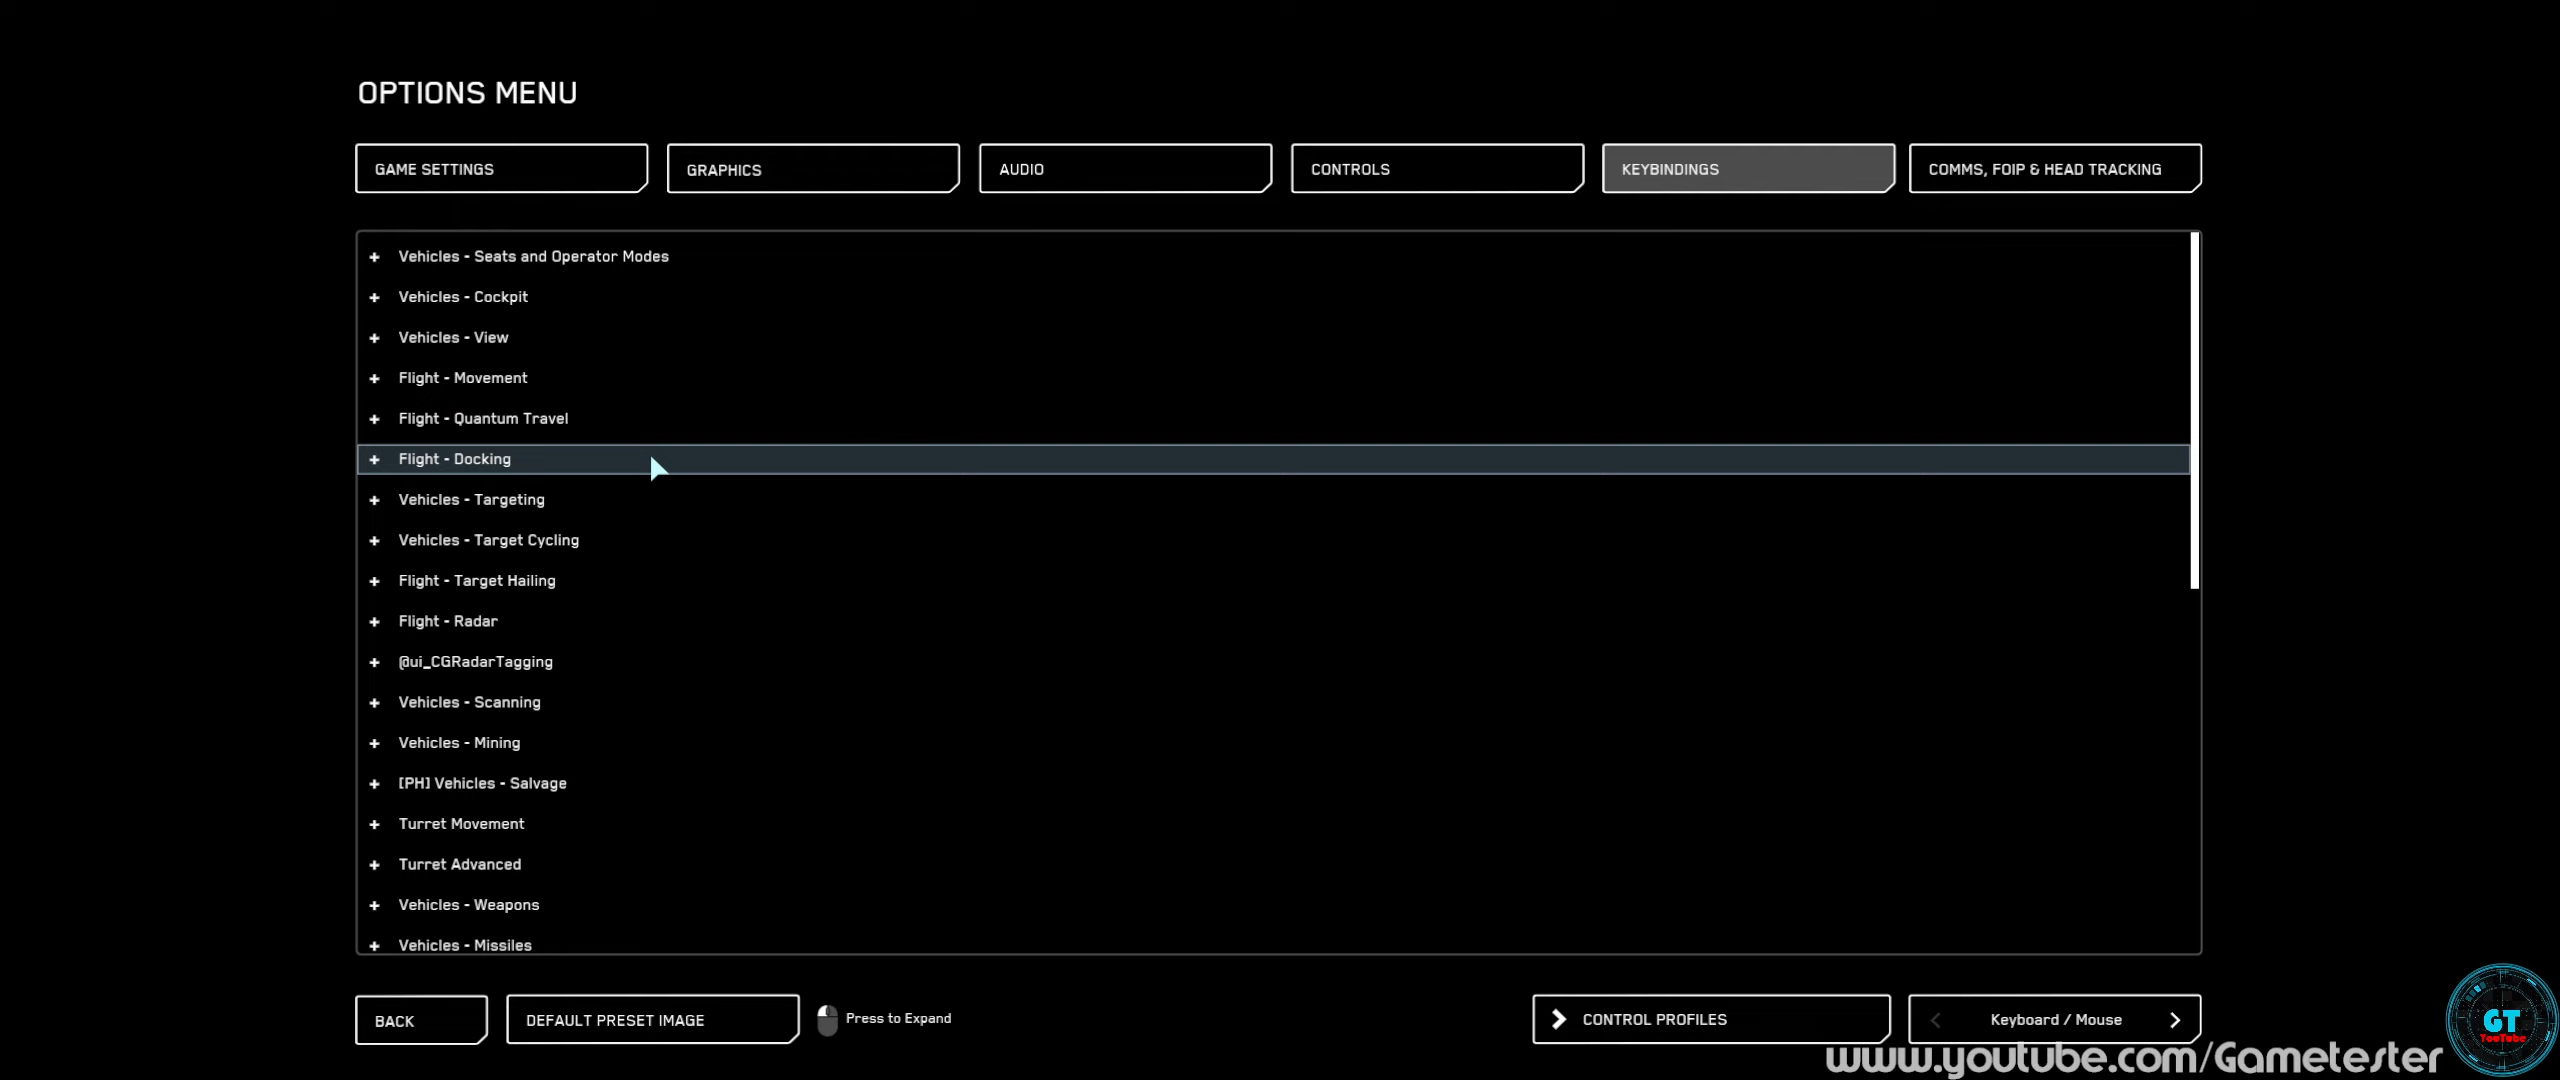 OPTIONS MENU
GAME SETTINGS
GRAPHICS
AUDIO
CONTROLS
KEYBINDINGS
COMMS, FOIP & HEAD TRACKING
+ Vehicles - Seats and Operator Modes
+ Vehicles - Cockpit
+ Vehicles - View
+ Flight - Movement
+ Flight - Quantum Travel
+ Flight - Docking
+ Vehicles - Targeting
+ Vehicles - Target Cycling
+ Flight - Target Hailing
+ Flight - Radar
+ @ui_CGRadarTagging
+ Vehicles - Scanning
+ Vehicles - Mining
+ [PH] Vehicles - Salvage
+ Turret Movement
+ Turret Advanced
+ Vehicles - Weapons
+ Vehicles - Missiles
BACK
DEFAULT PRESET IMAGE
Press to Expand
CONTROL PROFILES
Keyboard / Mouse
www.youtube.com/Gametester
GT
YouTube